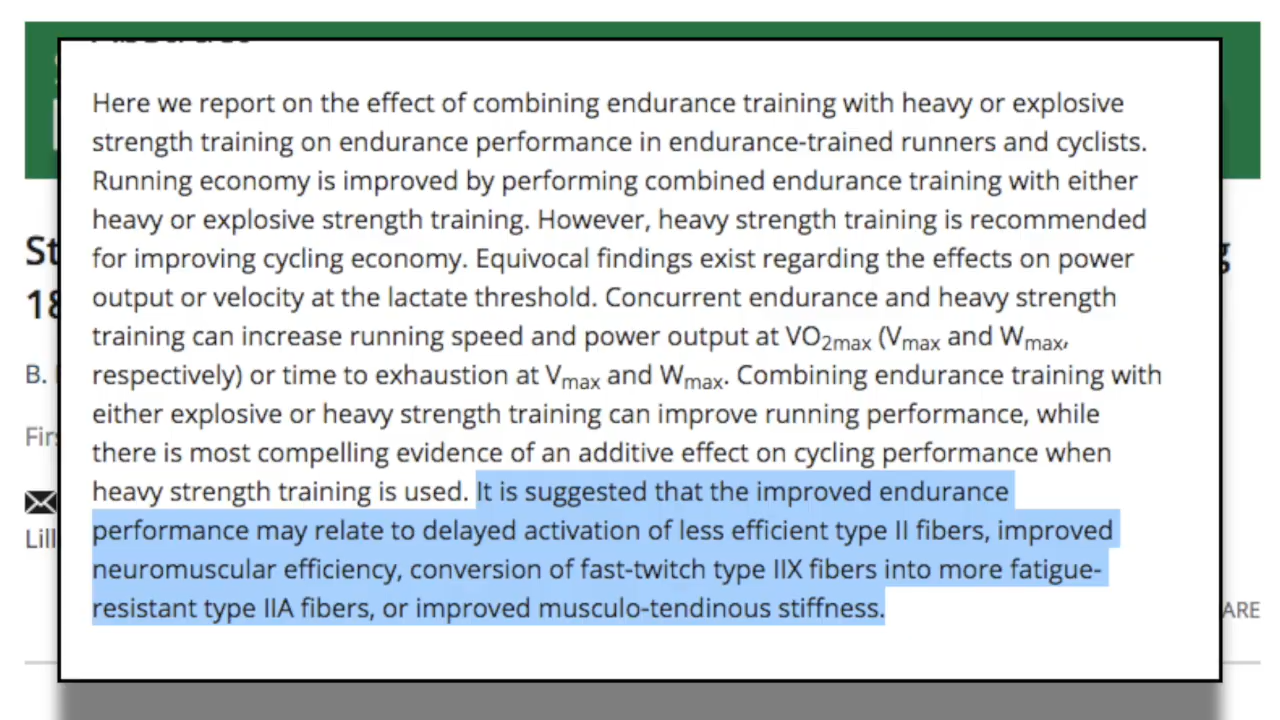 Here we report on the effect of combining endurance training with heavy or explosive
strength training on endurance performance in endurance-trained runners and cyclists.
Running economy is improved by performing combined endurance training with either
heavy or explosive strength training. However, heavy strength training is recommended
for improving cycling economy. Equivocal findings exist regarding the effects on power
output or velocity at the lactate threshold. Concurrent endurance and heavy strength
training can increase running speed and power output at VO2max (Vmax and Wmax,
respectively) or time to exhaustion at Vmax and Wmax. Combining endurance training with
either explosive or heavy strength training can improve running performance, while
there is most compelling evidence of an additive effect on cycling performance when
heavy strength training is used. It is suggested that the improved endurance
performance may relate to delayed activation of less efficient type II fibers, improved
neuromuscular efficiency, conversion of fast-twitch type IIX fibers into more fatigue-
resistant type IIA fibers, or improved musculo-tendinous stiffness.
St
18
B.
Firs
Lill
ARE